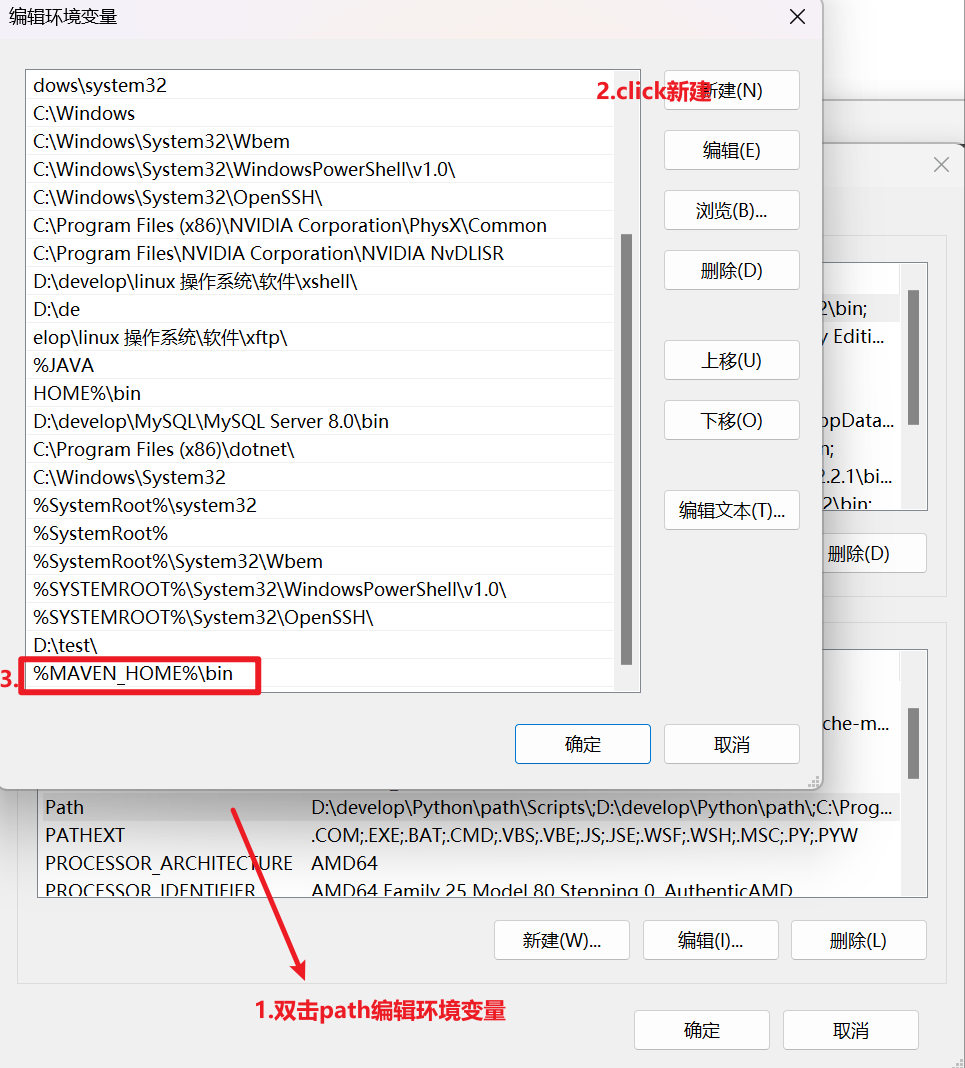 编辑环境变量
dows\system32
C:\Windows
C:\Windows\System32\Wbem
C:\Windows\System32\WindowsPowerShell\v1.0\
C:\Windows\System32\OpenSSH\
C:\Program Files (x86)\NVIDIA Corporation\PhysX\Common
C:\Program Files\NVIDIA Corporation\NVIDIA NvDLISR
D:\develop\linux 操作系统\软件\xshell\
D:\de
elop\linux 操作系统\软件\xftp\
%JAVA
HOME%\bin
D:\develop\MySQL\MySQL Server 8.0\bin
C:\Program Files (x86)\dotnet\
C:\Windows\System32
%SystemRoot%\system32
%SystemRoot%
%SystemRoot%\System32\Wbem
%SYSTEMROOT%\System32\WindowsPowerShell\v1.0\
%SYSTEMROOT%\System32\OpenSSH\
D:\test\
3.
%MAVEN_HOME%\bin
2.click新建
新建(N)
编辑(E)
浏览(B)...
删除(D)
上移(U)
下移(O)
编辑文本(T)...
确定
取消
2\bin;
y Editi...
ppData...
n;
2.2.1\bi...
2\bin;
删除(D)
che-m...
Path D:\develop\Python\path\Scripts\;D:\develop\Python\path\;C:\Prog...
PATHEXT .COM;.EXE;.BAT;.CMD;.VBS;.VBE;.JS;.JSE;.WSF;.WSH;.MSC;.PY;.PYW
PROCESSOR_ARCHITECTURE AMD64
PROCESSOR_IDENTIFIER AMD64 Family 25 Model 80 Stepping 0, AuthenticAMD
新建(W)...
编辑(I)...
删除(L)
1.双击path编辑环境变量
确定
取消